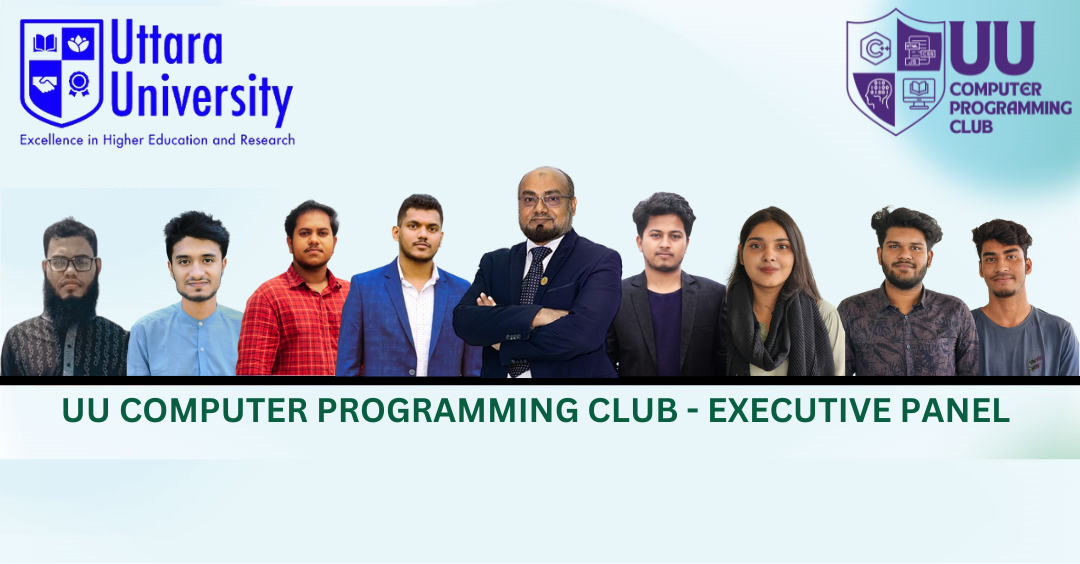 Uttara
University
Excellence in Higher Education and Research
UU
COMPUTER
PROGRAMMING
CLUB
C++
UU COMPUTER PROGRAMMING CLUB - EXECUTIVE PANEL